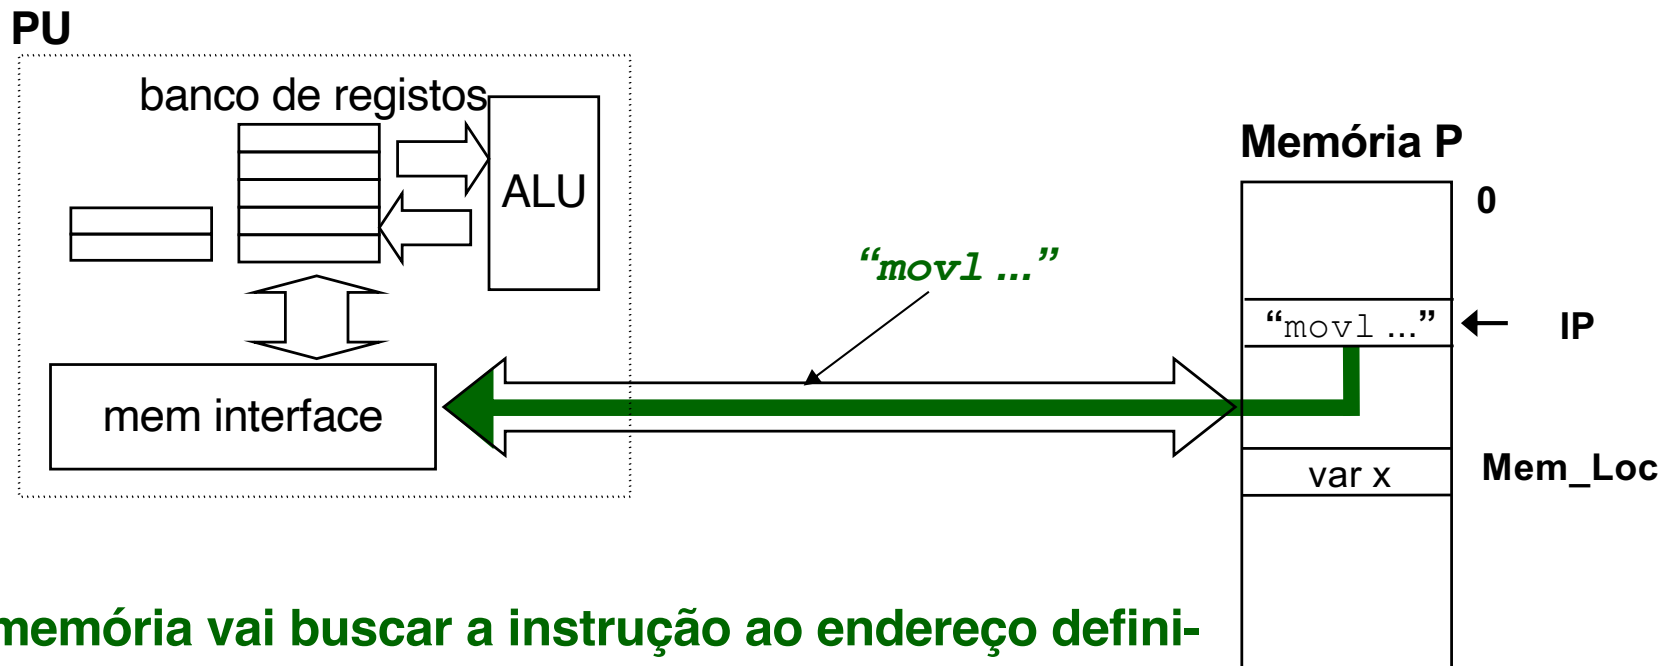 PU
banco de registos
ALU
Memória P
0
“movl ...”
“movl ...”
IP
mem interface
var x
Mem_Loc
memória vai buscar a instrução ao endereço defini-